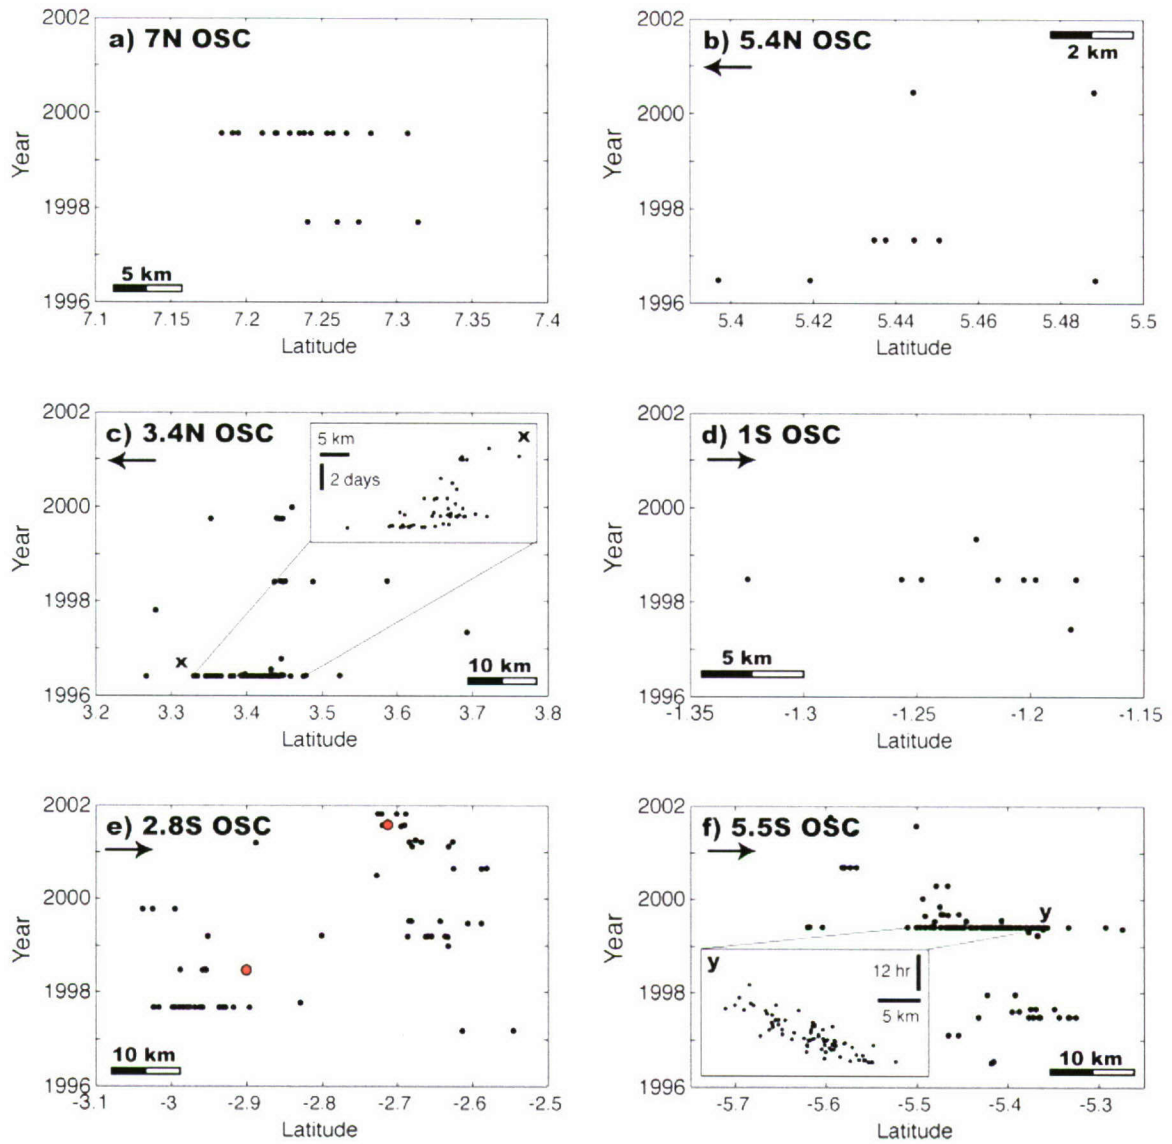 a) 7N OSC
2002
2000
1998
1996
Year
5 km
7.1 7.15 7.2 7.25 7.3 7.35 7.4
Latitude
b) 5.4N OSC
2 km
2002
2000
1998
1996
Year
5.4 5.42 5.44 5.46 5.48 5.5
Latitude
c) 3.4N OSC
2002
2000
1998
1996
Year
5 km
2 days
x
x
10 km
3.2 3.3 3.4 3.5 3.6 3.7 3.8
Latitude
d) 1S OSC
2002
2000
1998
1996
Year
5 km
-1.35 -1.3 -1.25 -1.2 -1.15
Latitude
e) 2.8S OSC
2002
2000
1998
1996
Year
10 km
-3.1 -3 -2.9 -2.8 -2.7 -2.6 -2.5
Latitude
f) 5.5S OSC
2002
2000
1998
1996
Year
y
y
12 hr
5 km
10 km
-5.7 -5.6 -5.5 -5.4 -5.3
Latitude